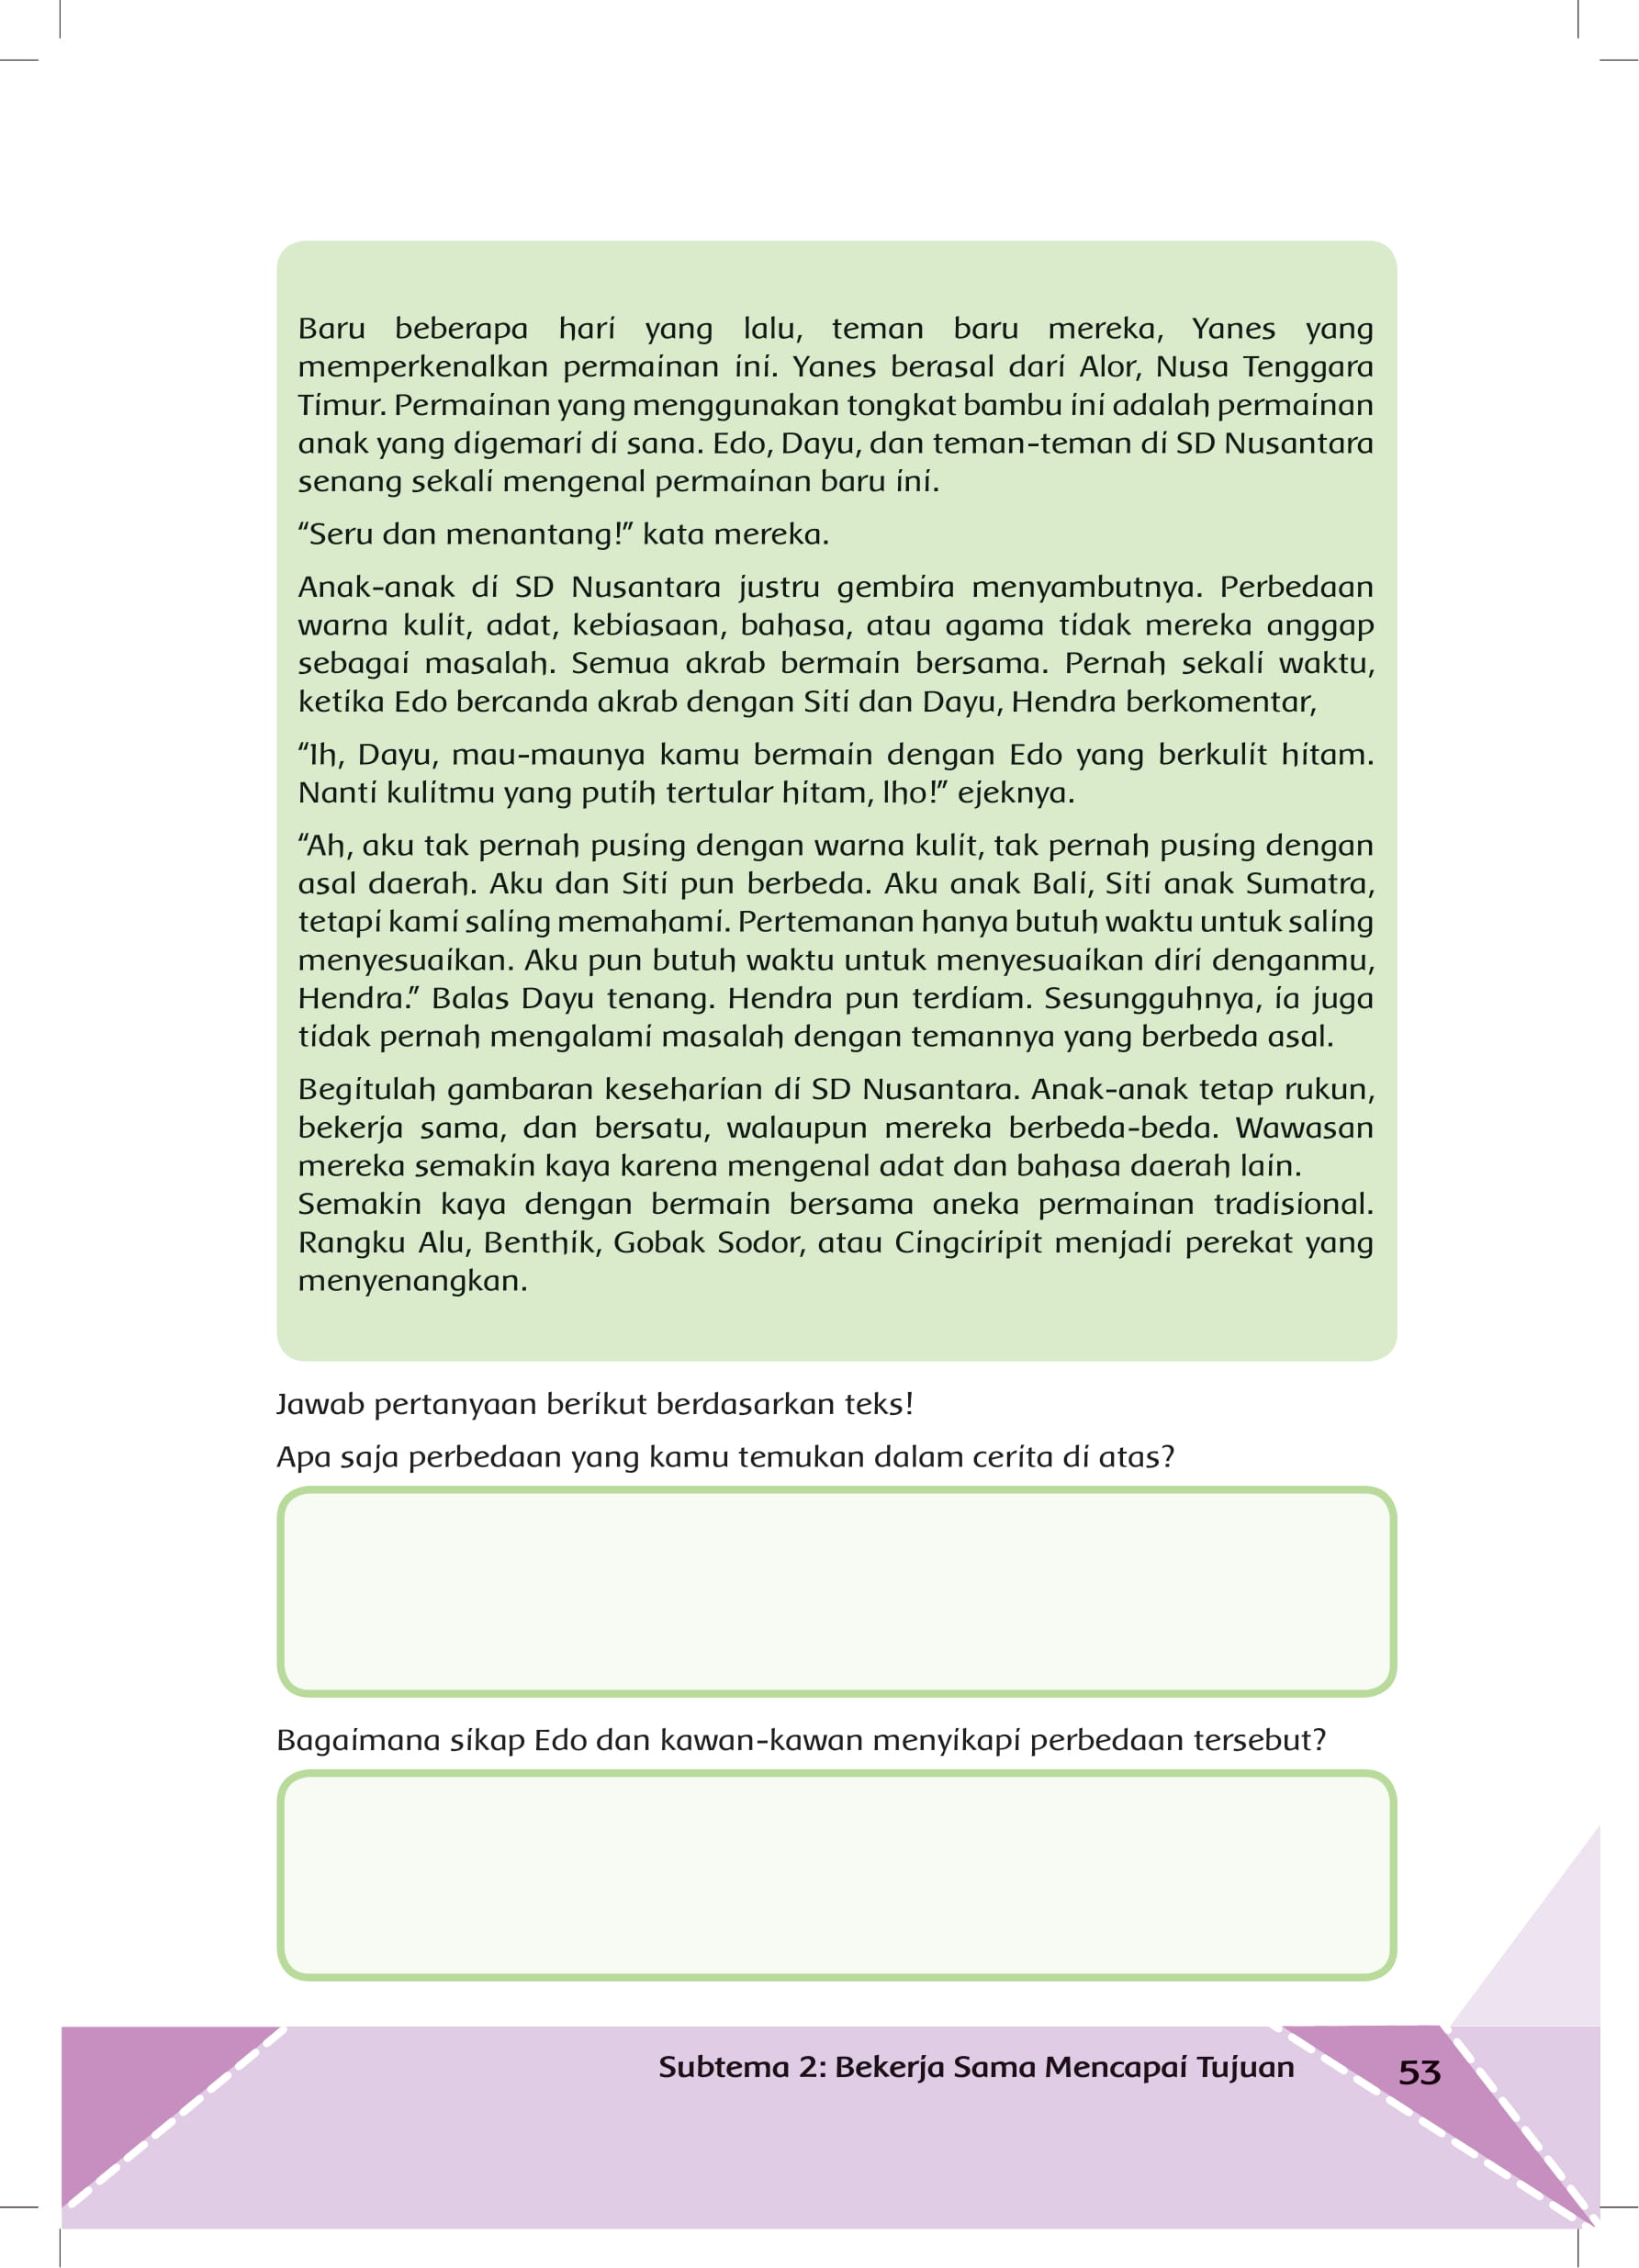 Baru beberapa hari yang lalu, teman baru mereka, Yanes yang
memperkenalkan permainan ini. Yanes berasal dari Alor, Nusa Tenggara
Timur. Permainan yang menggunakan tongkat bambu ini adalah permainan
anak yang digemari di sana. Edo, Dayu, dan teman-teman di SD Nusantara
senang sekali mengenal permainan baru ini.
“Seru dan menantang!” kata mereka.
Anak-anak di SD Nusantara justru gembira menyambutnya. Perbedaan
warna kulit, adat, kebiasaan, bahasa, atau agama tidak mereka anggap
sebagai masalah. Semua akrab bermain bersama. Pernah sekali waktu,
ketika Edo bercanda akrab dengan Siti dan Dayu, Hendra berkomentar,
“Ih, Dayu, mau-maunya kamu bermain dengan Edo yang berkulit hitam.
Nanti kulitmu yang putih tertular hitam, lho!” ejeknya.
“Ah, aku tak pernah pusing dengan warna kulit, tak pernah pusing dengan
asal daerah. Aku dan Siti pun berbeda. Aku anak Bali, Siti anak Sumatra,
tetapi kami saling memahami. Pertemanan hanya butuh waktu untuk saling
menyesuaikan. Aku pun butuh waktu untuk menyesuaikan diri denganmu,
Hendra.” Balas Dayu tenang. Hendra pun terdiam. Sesungguhnya, ia juga
tidak pernah mengalami masalah dengan temannya yang berbeda asal.
Begitulah gambaran keseharian di SD Nusantara. Anak-anak tetap rukun,
bekerja sama, dan bersatu, walaupun mereka berbeda-beda. Wawasan
mereka semakin kaya karena mengenal adat dan bahasa daerah lain.
Semakin kaya dengan bermain bersama aneka permainan tradisional.
Rangku Alu, Benthik, Gobak Sodor, atau Cingciripit menjadi perekat yang
menyenangkan.
Jawab pertanyaan berikut berdasarkan teks!
Apa saja perbedaan yang kamu temukan dalam cerita di atas?
Bagaimana sikap Edo dan kawan-kawan menyikapi perbedaan tersebut?
Subtema 2: Bekerja Sama Mencapai Tujuan
53